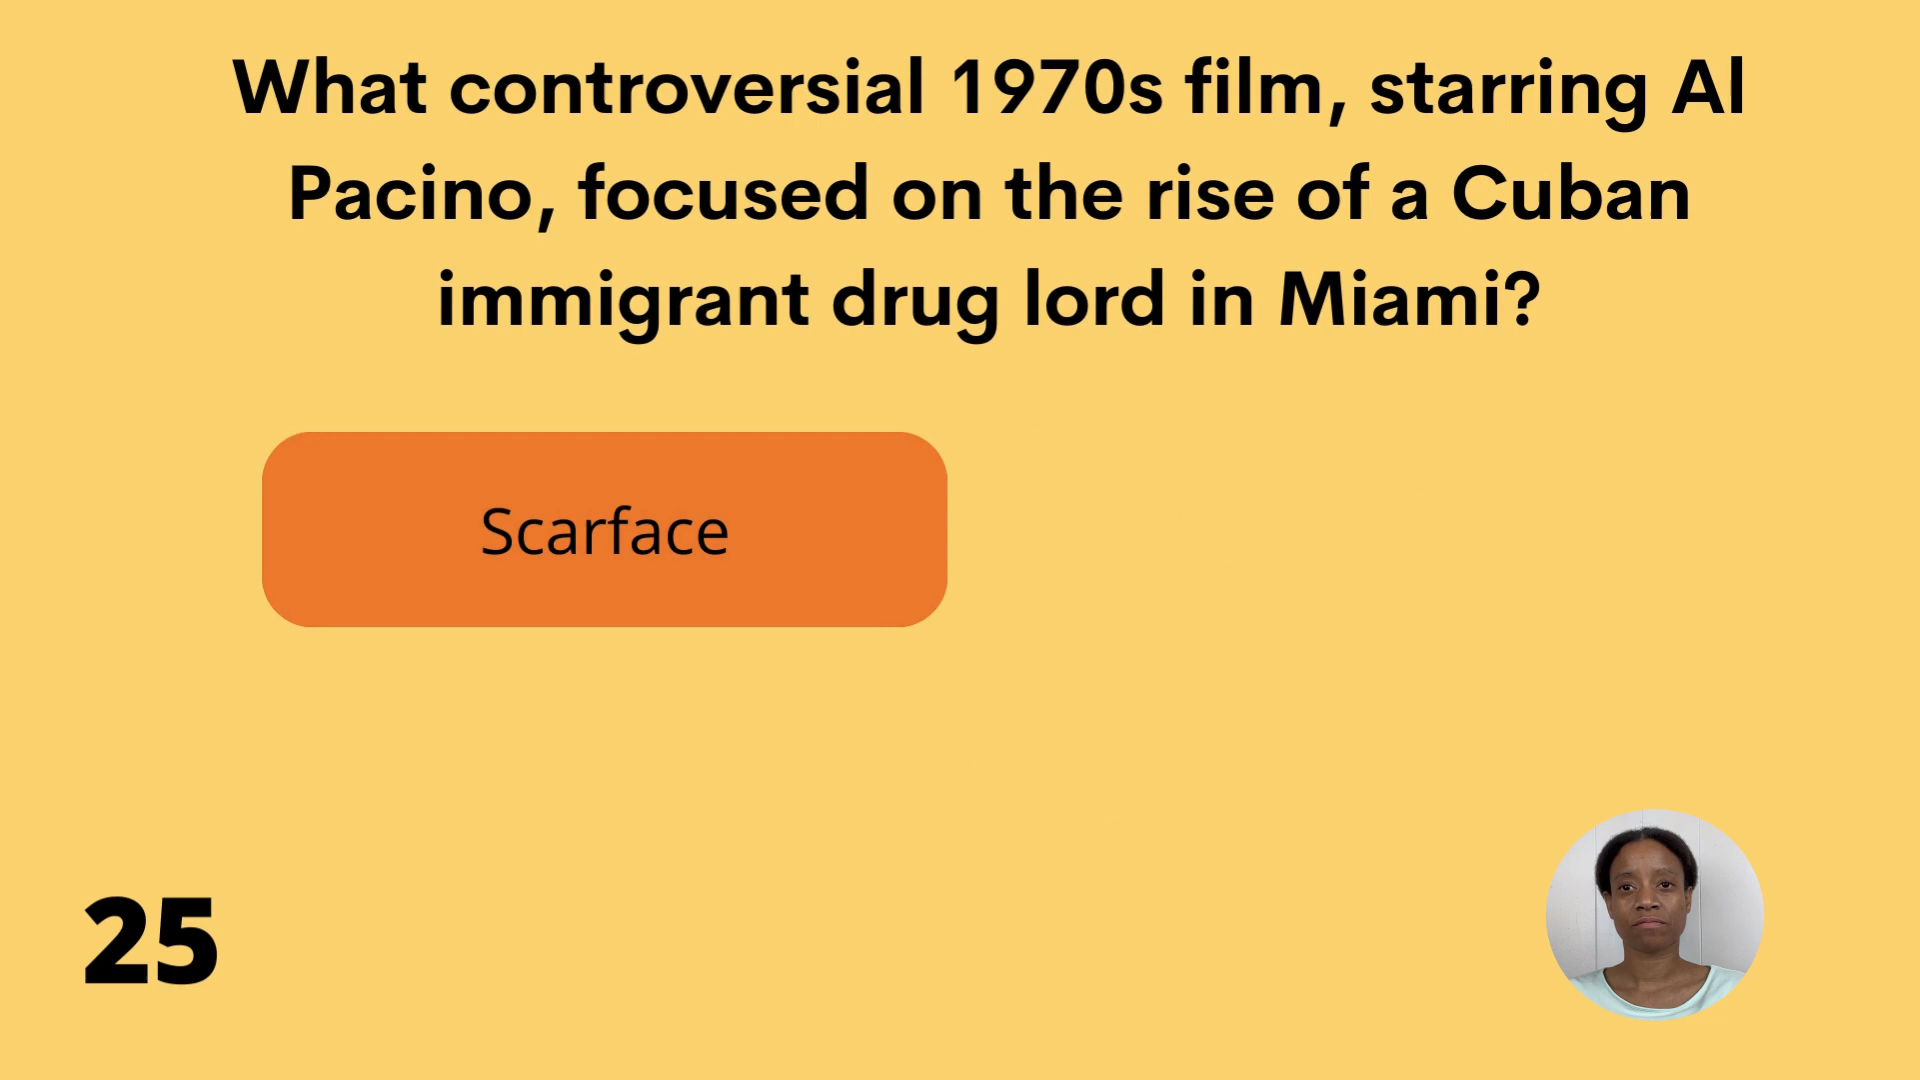 What controversial 1970s film, starring Al
Pacino, focused on the rise of a Cuban
immigrant drug lord in Miami?
Scarface
25